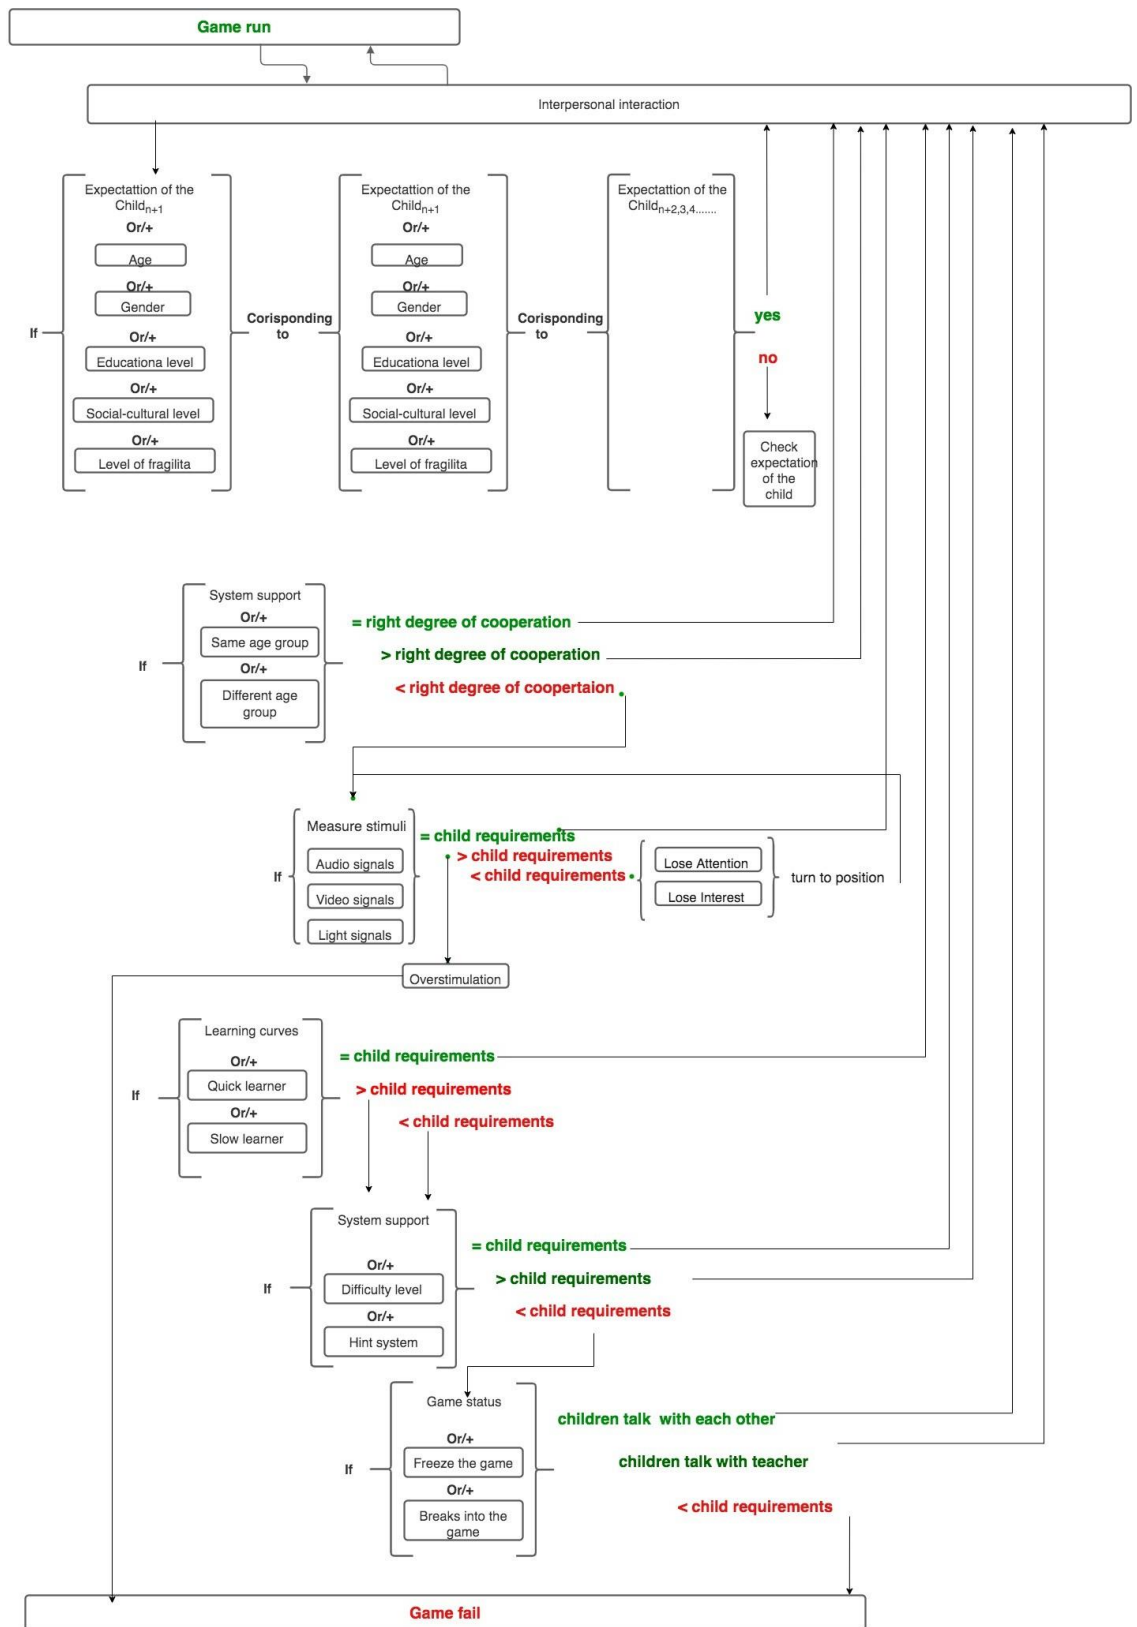 Game run
Interpersonal interaction
Expectattion of the
Child n+1
Or/+
Age
Or/+
Gender
Or/+
Educationa level
Or/+
Social-cultural level
Or/+
Level of fragilita
If
Corisponding
to
Expectattion of the
Child n+1
Or/+
Age
Or/+
Gender
Or/+
Educationa level
Or/+
Social-cultural level
Or/+
Level of fragilita
Corisponding
to
Expectattion of the
Child n+2,3,4.......
yes
no
Check
expectation
of the
child
If
System support
Or/+
Same age group
Or/+
Different age
group
= right degree of cooperation
> right degree of cooperation
< right degree of coopertaion
If
Measure stimuli
Audio signals
Video signals
Light signals
= child requirements
> child requirements
< child requirements
Lose Attention
Lose Interest
turn to position
Overstimulation
If
Learning curves
Or/+
Quick learner
Or/+
Slow learner
= child requirements
> child requirements
< child requirements
If
System support
Or/+
Difficulty level
Or/+
Hint system
= child requirements
> child requirements
< child requirements
If
Game status
Or/+
Freeze the game
Or/+
Breaks into the
game
children talk with each other
children talk with teacher
< child requirements
Game fail